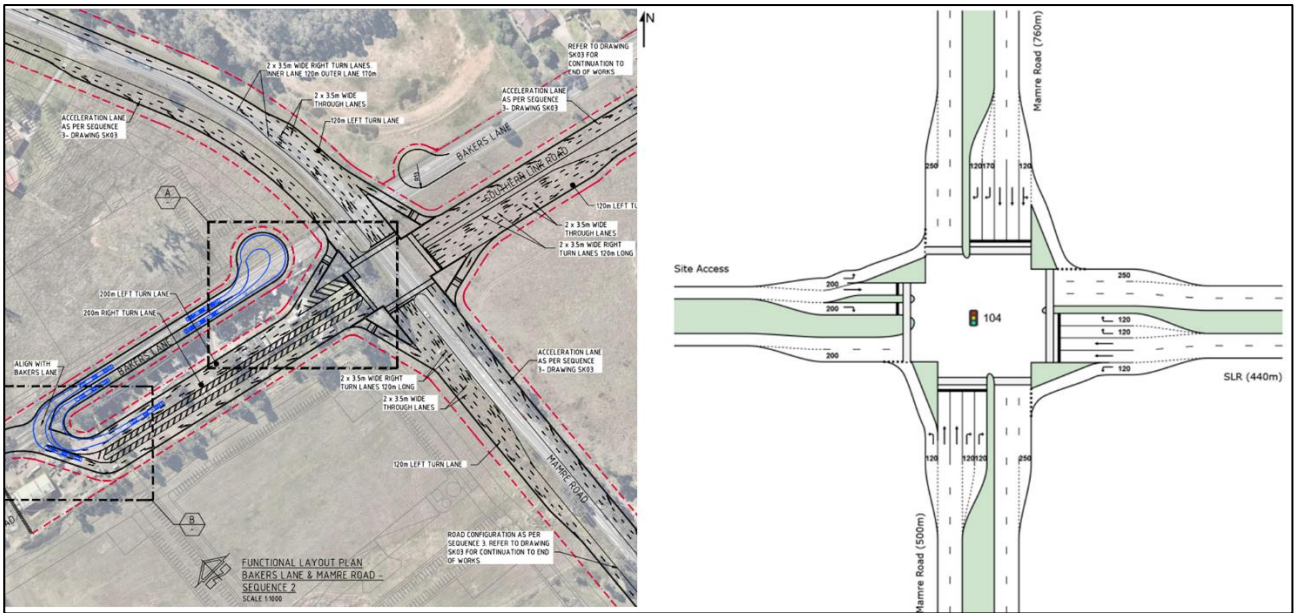 REFER TO DRAWING
SK03 FOR
CONTINUATION TO
END OF WORKS
2 x 3.5m WIDE RIGHT TURN LANES.
INNER LANE 120m OUTER LANE 170m
2 x 3.5m WIDE
THROUGH LANES
120m LEFT TURN LANE
ACCELERATION LANE
AS PER SEQUENCE
3- DRAWING SK03
ACCELERATION LANE
AS PER SEQUENCE
3- DRAWING SK03
BAKERS LANE
SOUTHERN LINK ROAD
120m LEFT TU
2 x 3.5m WIDE
THROUGH LANES
2 x 3.5m WIDE RIGHT
TURN LANES 120m LONG
A
200m LEFT TURN LANE
200m RIGHT TURN LANE
ALIGN WITH
BAKERS LANE
BAKERS LANE
ACCELERATION LANE
AS PER SEQUENCE
3- DRAWING SK03
2 x 3.5m WIDE RIGHT
TURN LANES 120m LONG
2 x 3.5m WIDE
THROUGH LANES
120m LEFT TURN LANE
MAMRE ROAD
B
ROAD CONFIGURATION AS PER
SEQUENCE 3. REFER TO DRAWING
SK03 FOR CONTINUATION TO END
OF WORKS
FUNCTIONAL LAYOUT PLAN
BAKERS LANE & MAMRE ROAD -
SEQUENCE 2
SCALE 1:1000
N
Mamre Road (760m)
250
120
170
120
Site Access
200
200
200
104
250
120
120
120
SLR (440m)
120
120
120
250
Mamre Road (500m)